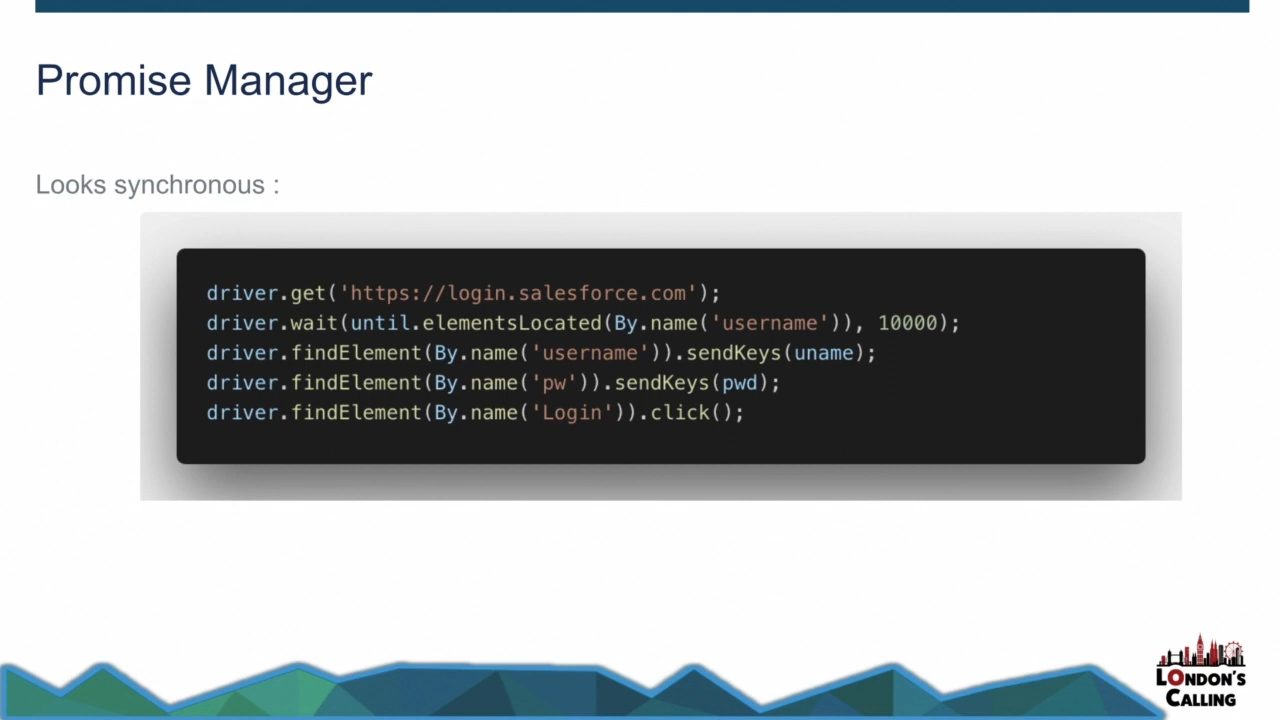 Promise Manager
Looks synchronous :
driver.get('https://login.salesforce.com');
driver.wait(until.elementsLocated(By.name('username')), 10000);
driver.findElement(By.name('username')).sendKeys(uname);
driver.findElement(By.name('pw')).sendKeys(pwd);
driver.findElement(By.name('Login')).click();
LONDON'S
CALLING